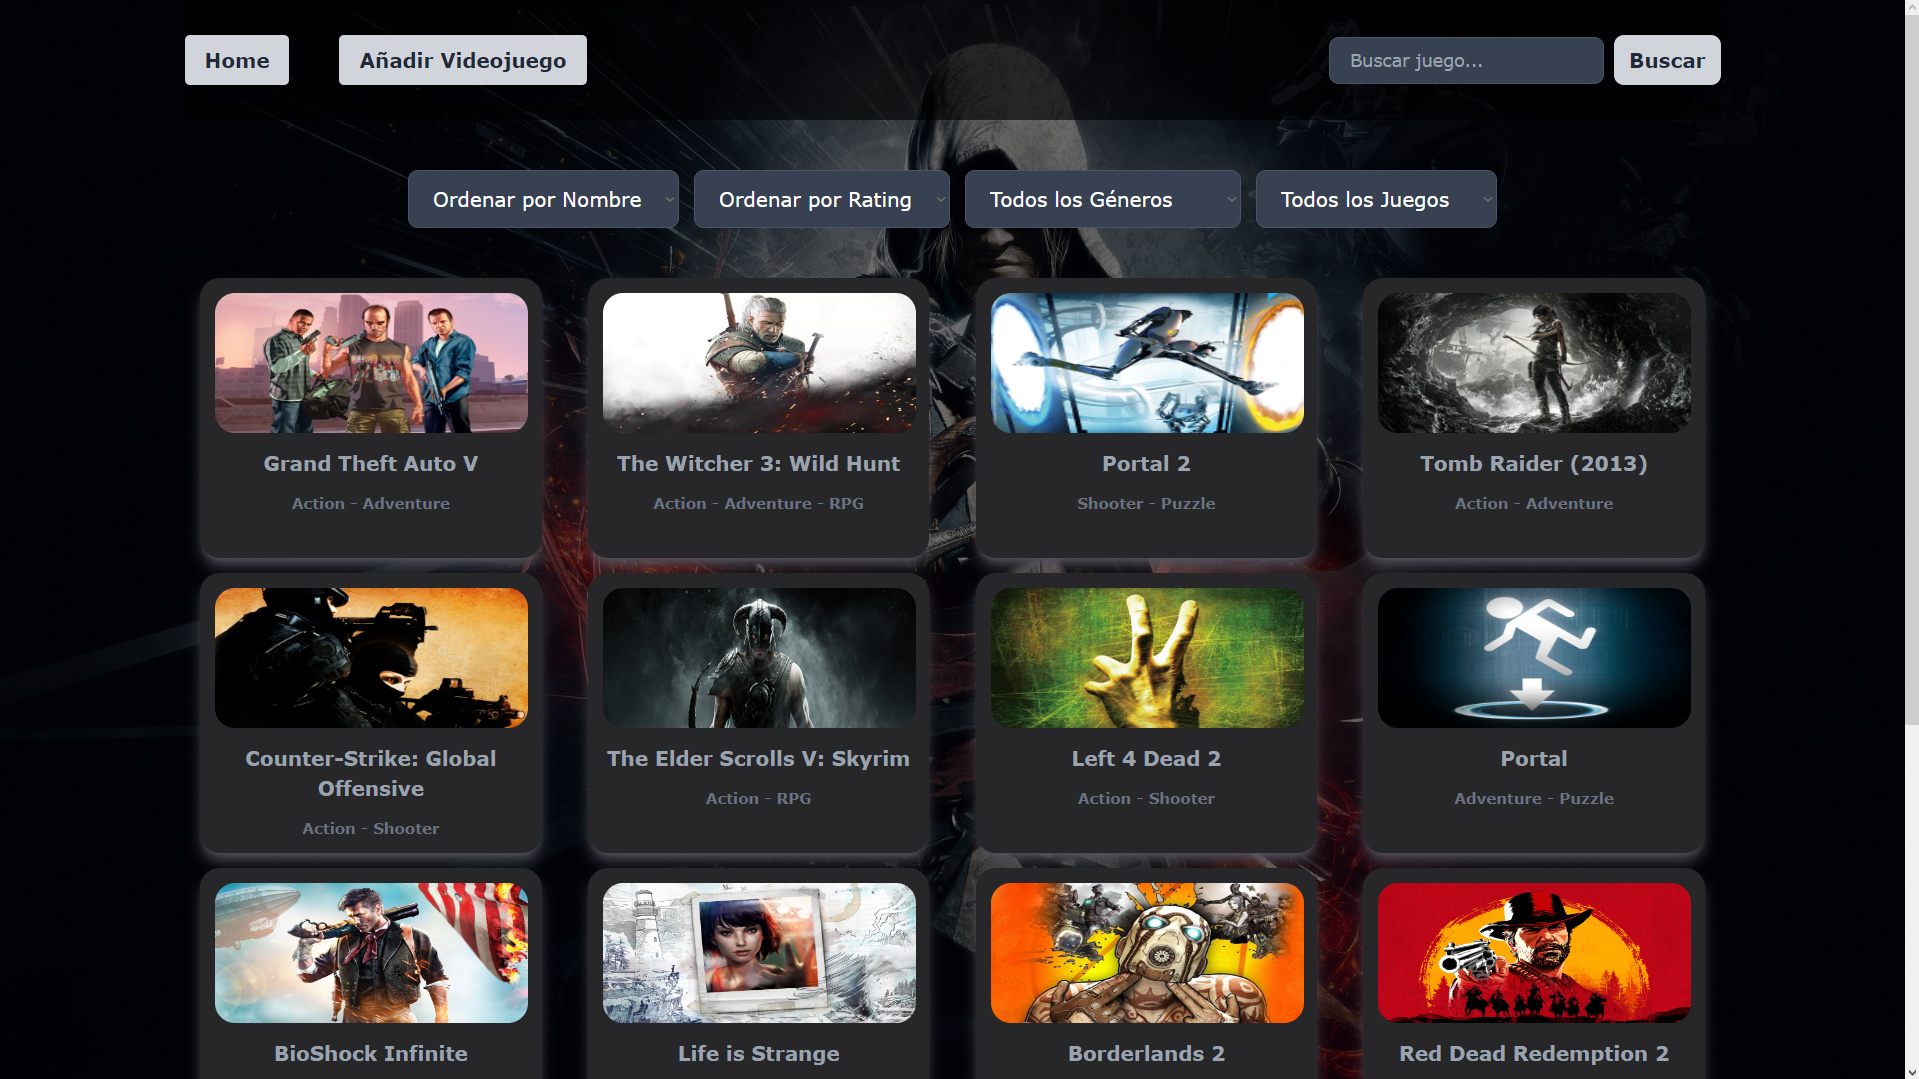 Home
Añadir Videojuego
Buscar juego...
Buscar
Ordenar por Nombre
Ordenar por Rating
Todos los Géneros
Todos los Juegos
Grand Theft Auto V
Action - Adventure
The Witcher 3: Wild Hunt
Action - Adventure - RPG
Portal 2
Shooter - Puzzle
Tomb Raider (2013)
Action - Adventure
Counter-Strike: Global
Offensive
Action - Shooter
The Elder Scrolls V: Skyrim
Action - RPG
Left 4 Dead 2
Action - Shooter
Portal
Adventure - Puzzle
BioShock Infinite
Life is Strange
Borderlands 2
Red Dead Redemption 2